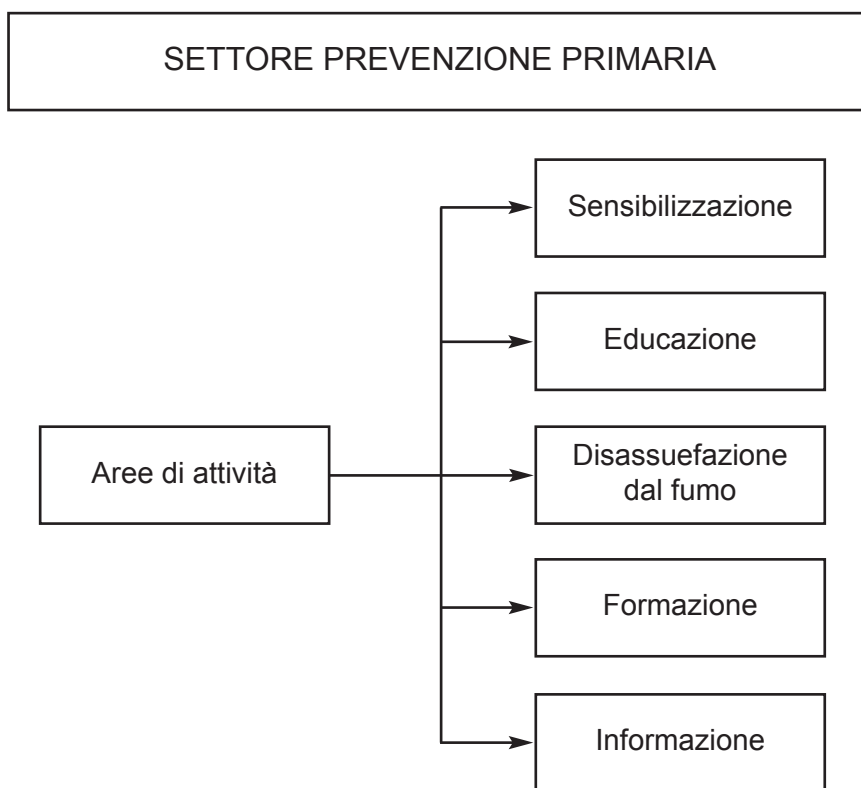 SETTORE PREVENZIONE PRIMARIA
Sensibilizzazione
Educazione
Aree di attività
Disassuefazione
dal fumo
Formazione
Informazione